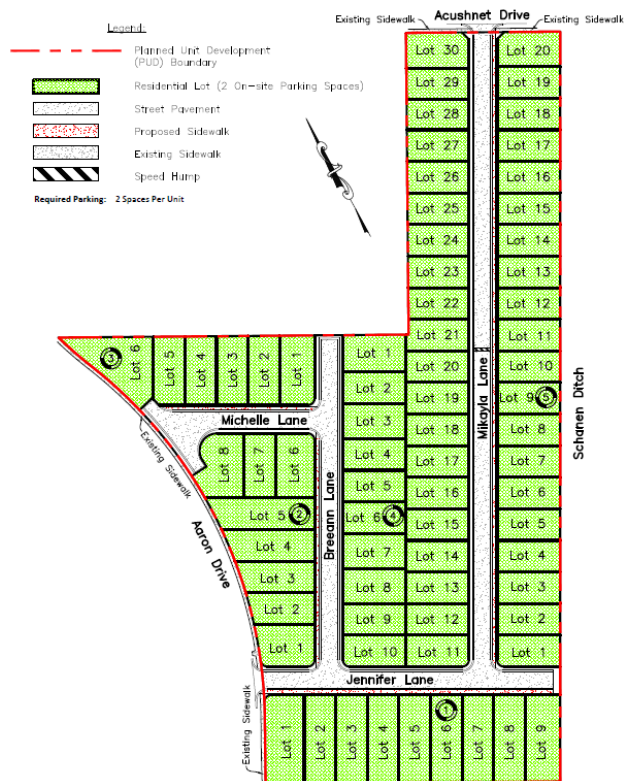 Acushnet Drive
Existing Sidewalk
Existing Sidewalk
Legend:
Planned Unit Development
(PUD) Boundary
Residential Lot (2 On-site Parking Spaces)
Street Pavement
Proposed Sidewalk
Existing Sidewalk
Speed Hump
Required Parking: 2 Spaces Per Unit
Lot 30
Lot 29
Lot 28
Lot 27
Lot 26
Lot 25
Lot 24
Lot 23
Lot 22
Lot 21
Lot 20
Lot 19
Lot 18
Lot 17
Lot 16
Lot 15
Lot 14
Lot 13
Lot 12
Lot 11
Mikayla Lane
Lot 20
Lot 19
Lot 18
Lot 17
Lot 16
Lot 15
Lot 14
Lot 13
Lot 12
Lot 11
Lot 10
Lot 9 5
Lot 8
Lot 7
Lot 6
Lot 5
Lot 4
Lot 3
Lot 2
Lot 1
Schanen Ditch
3
Lot 6
Lot 5
Lot 4
Lot 3
Lot 2
Lot 1
Michelle Lane
Existing Sidewalk
Lot 8
Lot 7
Lot 6
Lot 5 2
Lot 4
Lot 3
Lot 2
Lot 1
Aaron Drive
Breeann Lane
Lot 1
Lot 2
Lot 3
Lot 4
Lot 5
Lot 6 4
Lot 7
Lot 8
Lot 9
Lot 10
Jennifer Lane
Existing Sidewalk
1
Lot 1
Lot 2
Lot 3
Lot 4
Lot 5
Lot 6
Lot 7
Lot 8
Lot 9